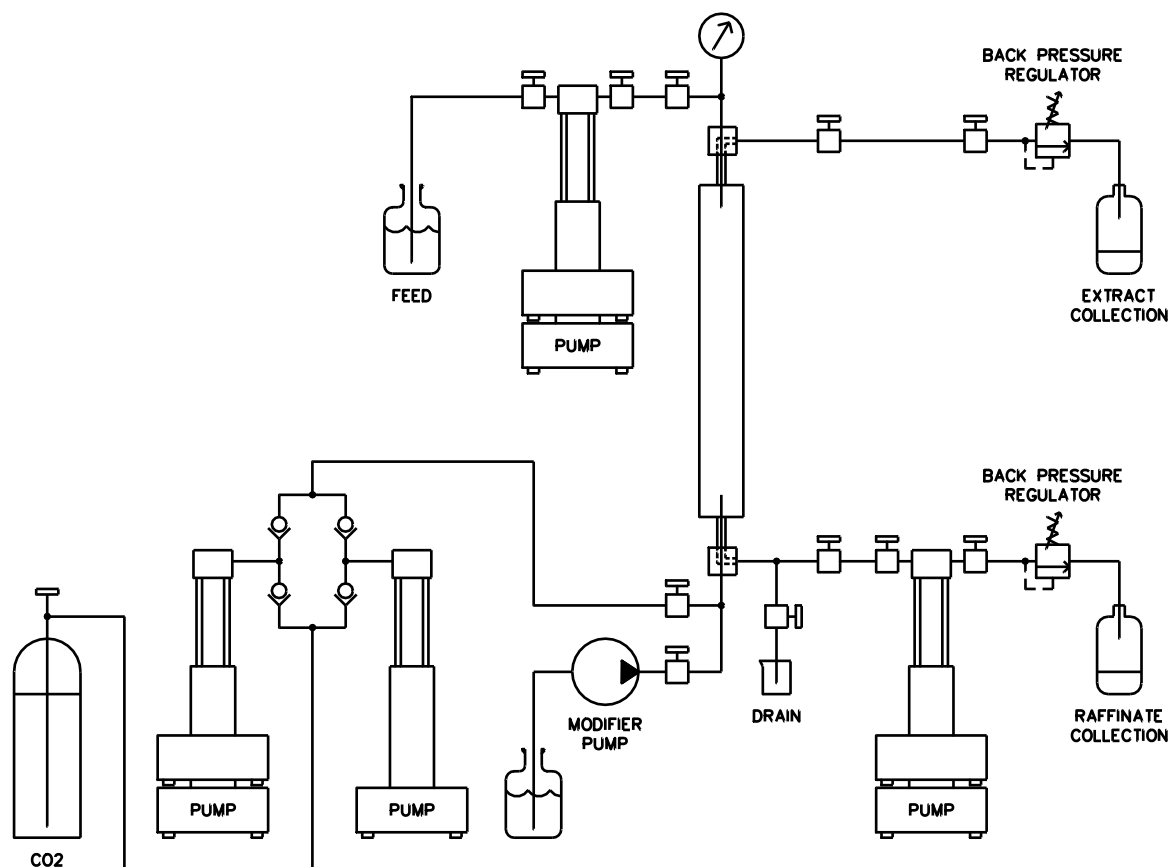 BACK PRESSURE
REGULATOR
FEED
EXTRACT
COLLECTION
PUMP
BACK PRESSURE
REGULATOR
MODIFIER
PUMP
DRAIN
RAFFINATE
COLLECTION
PUMP
PUMP
PUMP
CO2